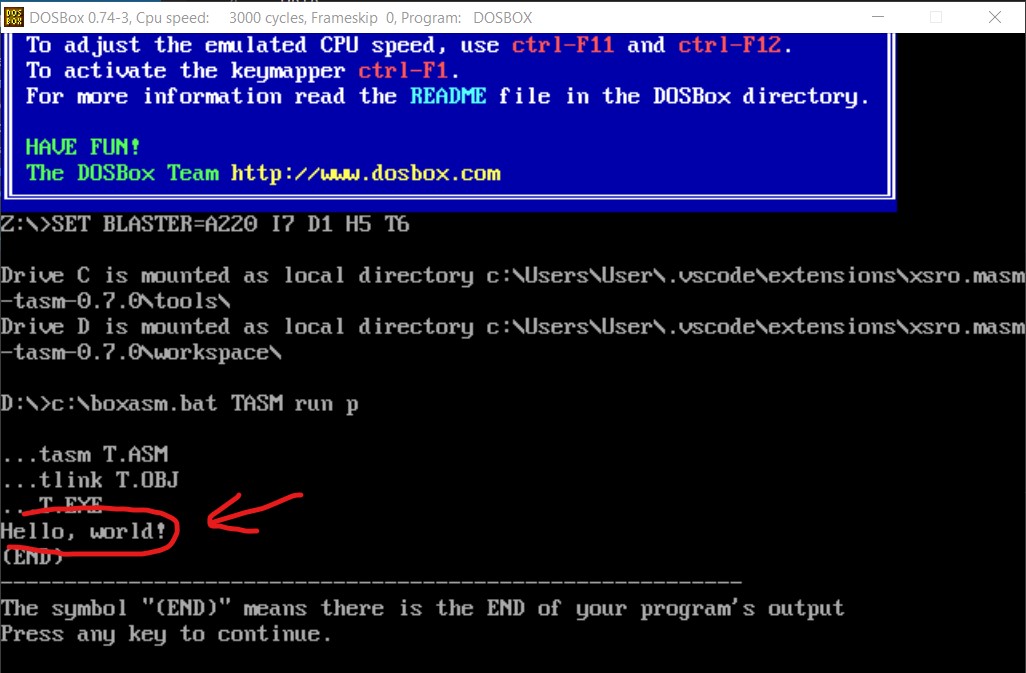 DOSBox 0.74-3, Cpu speed:    3000 cycles, Frameskip  0, Program:   DOSBOX
To adjust the emulated CPU speed, use ctrl-F11 and ctrl-F12.
To activate the keymapper ctrl-F1.
For more information read the README file in the DOSBox directory.
HAVE FUN!
The DOSBox Team http://www.dosbox.com
Z:\>SET BLASTER=A220 I7 D1 H5 T6
Drive C is mounted as local directory c:\Users\User\.vscode\extensions\xsro.masm
-tasm-0.7.0\tools\
Drive D is mounted as local directory c:\Users\User\.vscode\extensions\xsro.masm
-tasm-0.7.0\workspace\
D:\>c:\boxasm.bat TASM run p
...tasm T.ASM
...tlink T.OBJ
.. T.EXE
Hello, world!
(END)
----------------------------------------------------------
The symbol "(END)" means there is the END of your program's output
Press any key to continue.